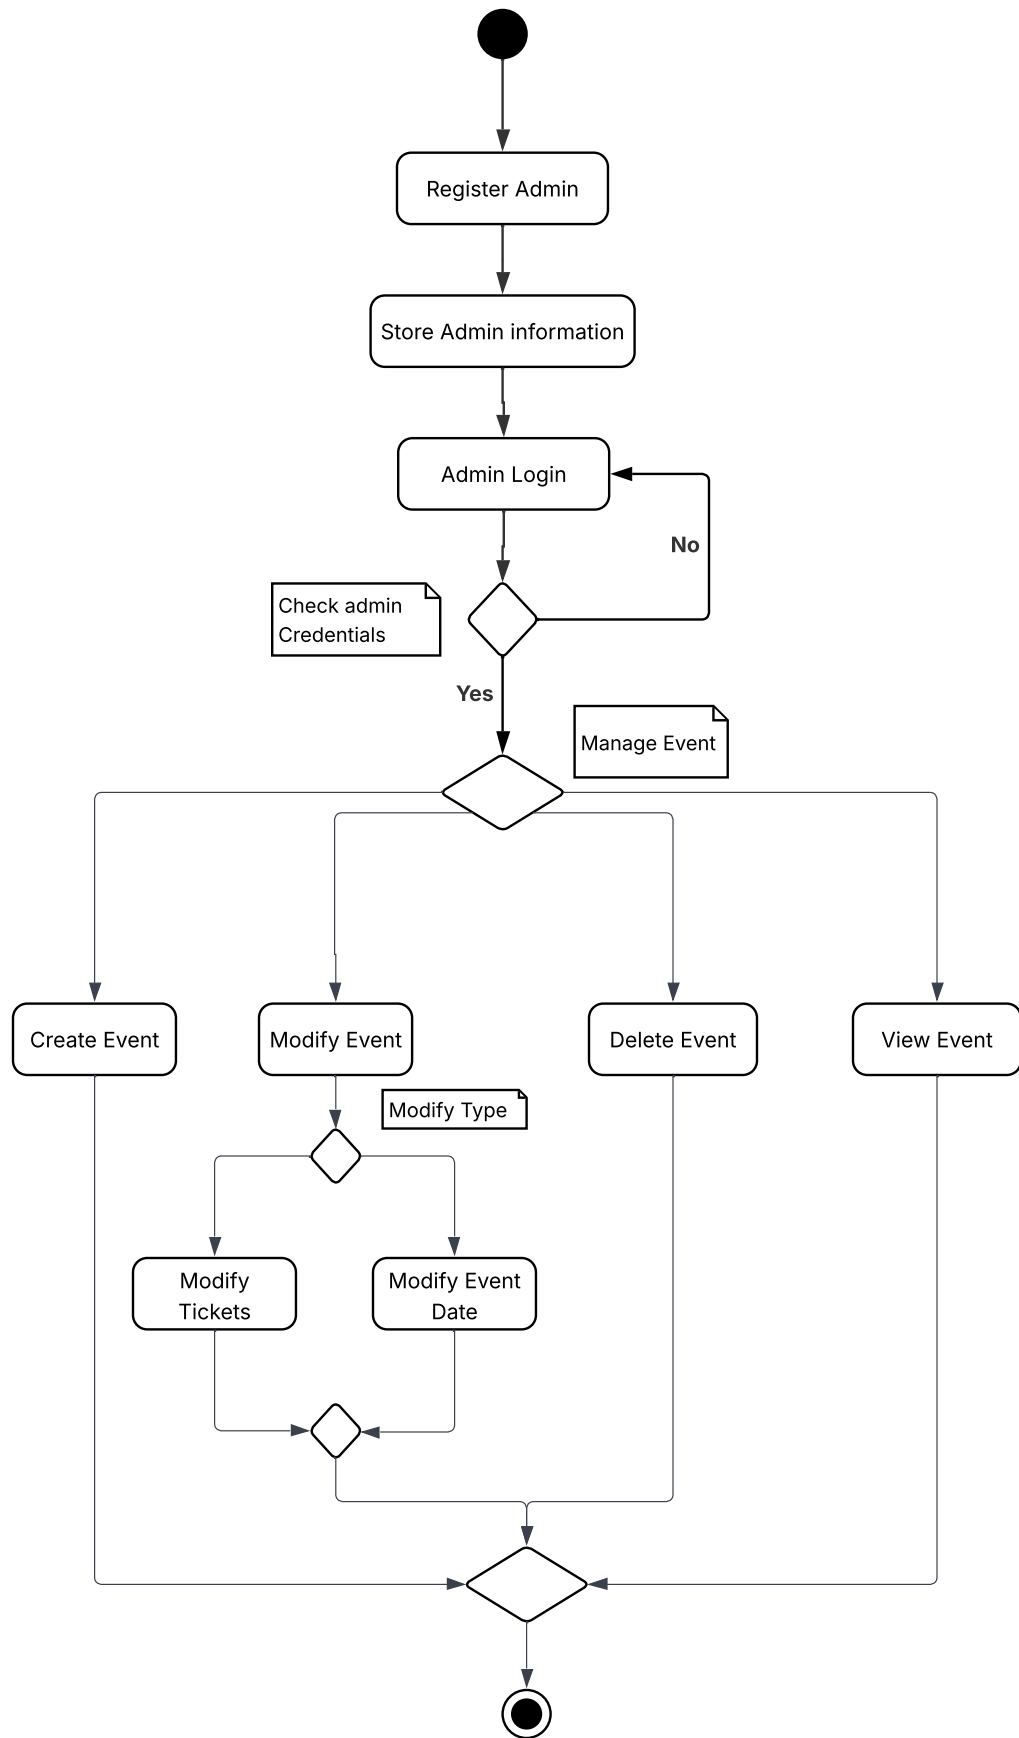 Register Admin
Store Admin information
Admin Login
No
Check admin
Credentials
Yes
Manage Event
Create Event
Modify Event
Delete Event
View Event
Modify Type
Modify
Tickets
Modify Event
Date